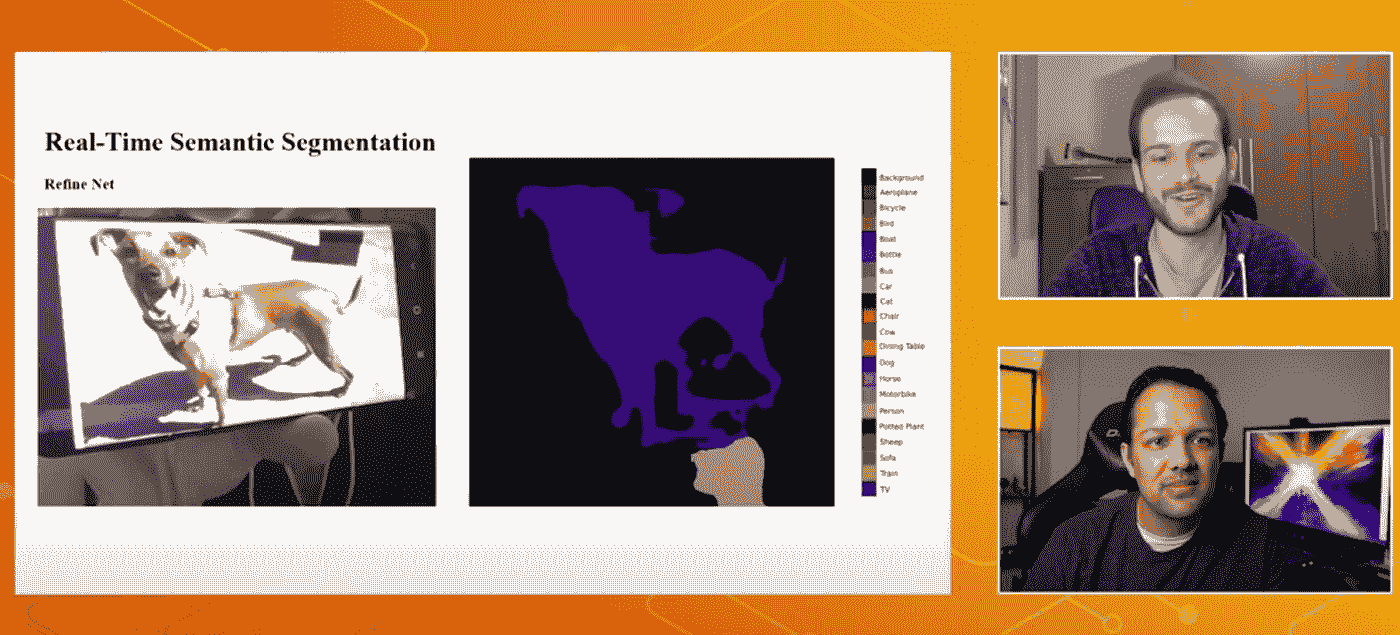 Real-Time Semantic Segmentation
Refine Net
Background
Aeroplane
Bicycle
Bird
Boat
Bottle
Bus
Car
Cat
Chair
Cow
Dining Table
Dog
Horse
Motorbike
Person
Potted Plant
Sheep
Sofa
Train
TV